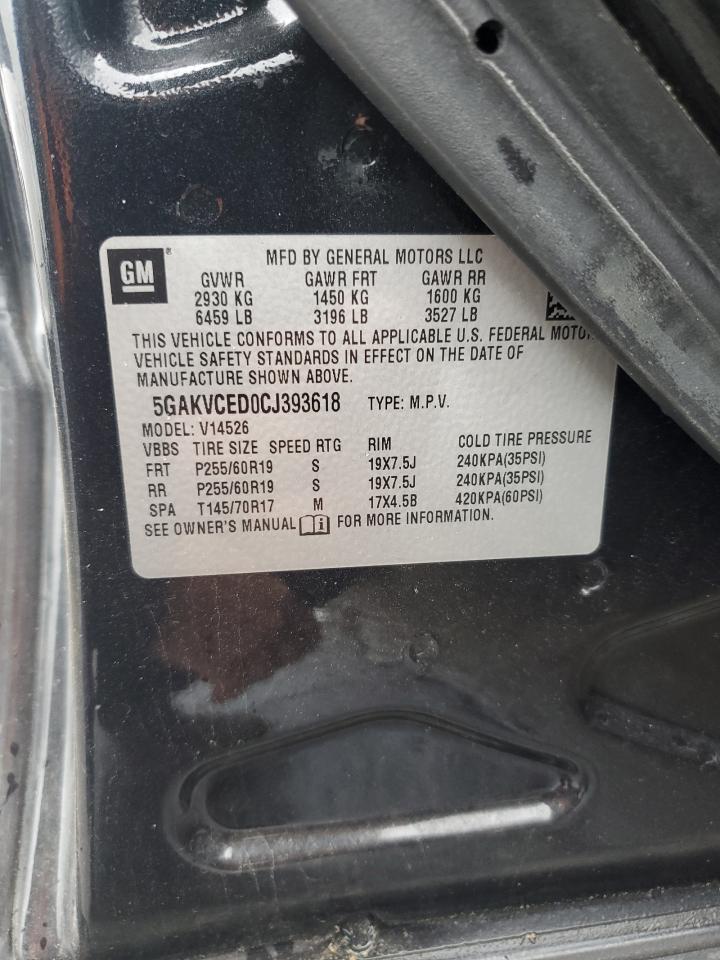 GM ®
MFD BY GENERAL MOTORS LLC
GVWR GAWR FRT GAWR RR
2930 KG 1450 KG 1600 KG
6459 LB 3196 LB 3527 LB
THIS VEHICLE CONFORMS TO ALL APPLICABLE U.S. FEDERAL
VEHICLE SAFETY STANDARDS IN EFFECT ON THE DATE OF
MANUFACTURE SHOWN ABOVE.
5GAKVCED0CJ393618 TYPE: M.P.V.
MODEL: V14526
VBBS TIRE SIZE SPEED RTG RIM COLD TIRE PRESSURE
FRT P255/60R19 S 19X7.5J 240KPA(35PSI)
RR P255/60R19 S 19X7.5J 240KPA(35PSI)
SPA T145/70R17 M 17X4.5B 420KPA(60PSI)
SEE OWNER'S MANUAL i FOR MORE INFORMATION.